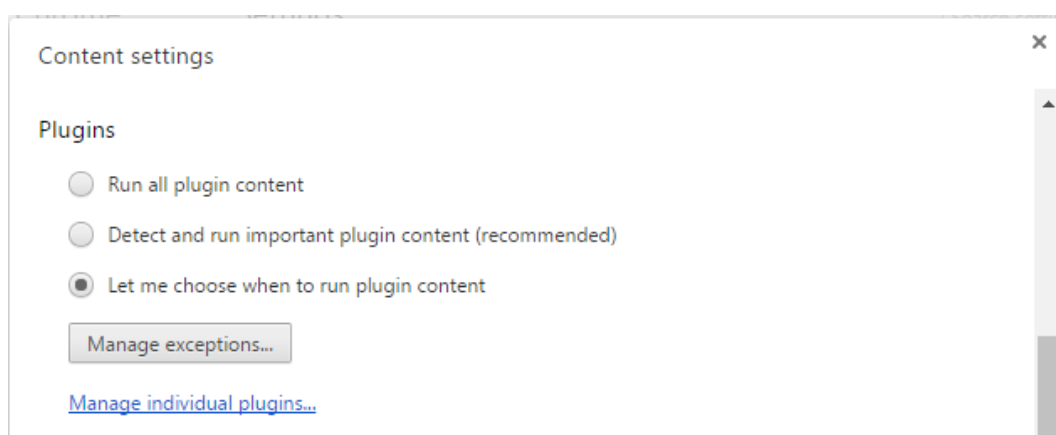 Content settings
Plugins
Run all plugin content
Detect and run important plugin content (recommended)
Let me choose when to run plugin content
Manage exceptions...
Manage individual plugins...